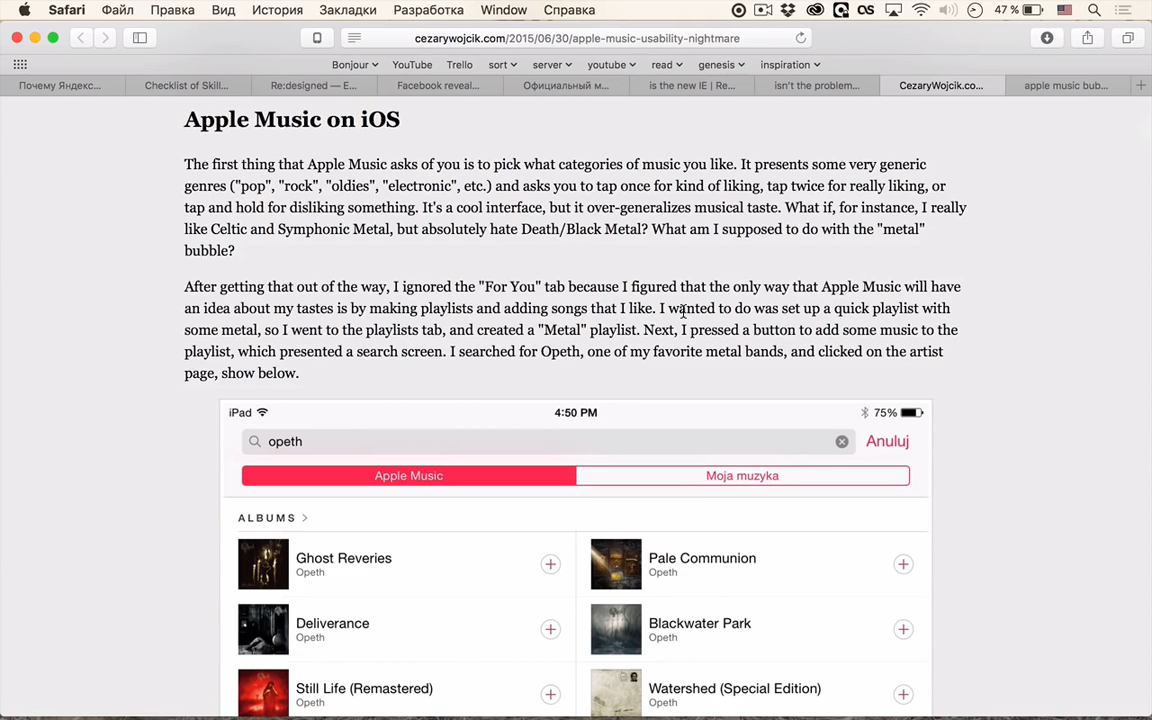 Safari Файл Правка Вид История Закладки Разработка Window Справка 47 %
cezarywojcik.com/2015/06/30/apple-music-usability-nightmare
Bonjour YouTube Trello sort server youtube read genesis inspiration
Почему Яндекс... Checklist of Skill... Re:designed — E... Facebook reveal... Официальный м... is the new IE | Re... isn't the problem... CezaryWojcik.co... apple music bub...
Apple Music on iOS
The first thing that Apple Music asks of you is to pick what categories of music you like. It presents some very generic
genres ("pop", "rock", "oldies", "electronic", etc.) and asks you to tap once for kind of liking, tap twice for really liking, or
tap and hold for disliking something. It's a cool interface, but it over-generalizes musical taste. What if, for instance, I really
like Celtic and Symphonic Metal, but absolutely hate Death/Black Metal? What am I supposed to do with the "metal"
bubble?
After getting that out of the way, I ignored the "For You" tab because I figured that the only way that Apple Music will have
an idea about my tastes is by making playlists and adding songs that I like. I wanted to do was set up a quick playlist with
some metal, so I went to the playlists tab, and created a "Metal" playlist. Next, I pressed a button to add some music to the
playlist, which presented a search screen. I searched for Opeth, one of my favorite metal bands, and clicked on the artist
page, show below.
iPad 4:50 PM 75%
opeth Anuluj
Apple Music Moja muzyka
ALBUMS
Ghost Reveries Pale Communion
Opeth Opeth
Deliverance Blackwater Park
Opeth Opeth
Still Life (Remastered) Watershed (Special Edition)
Opeth Opeth